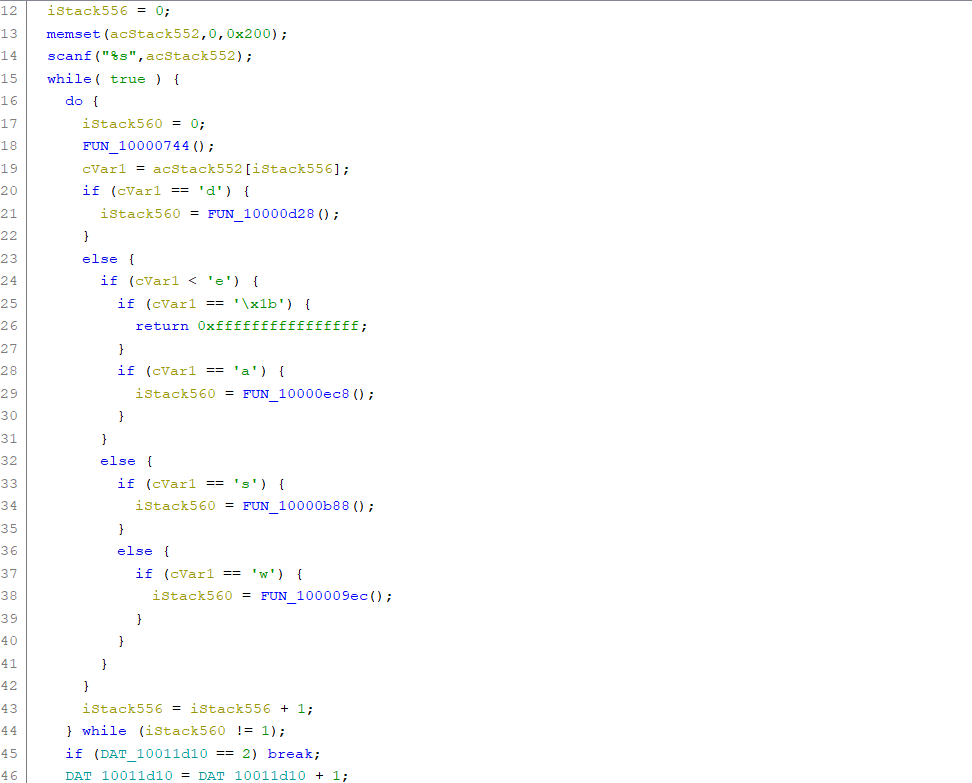 12 iStack556 = 0;
13 memset(acStack552,0,0x200);
14 scanf("%s",acStack552);
15 while( true ) {
16 do {
17 iStack560 = 0;
18 FUN_10000744();
19 cVar1 = acStack552[iStack556];
20 if (cVar1 == 'd') {
21 iStack560 = FUN_10000d28();
22 }
23 else {
24 if (cVar1 < 'e') {
25 if (cVar1 == '\x1b') {
26 return 0xffffffffffffffff;
27 }
28 if (cVar1 == 'a') {
29 iStack560 = FUN_10000ec8();
30 }
31 }
32 else {
33 if (cVar1 == 's') {
34 iStack560 = FUN_10000b88();
35 }
36 else {
37 if (cVar1 == 'w') {
38 iStack560 = FUN_100009ec();
39 }
40 }
41 }
42 }
43 iStack556 = iStack556 + 1;
44 } while (iStack560 != 1);
45 if (DAT_10011d10 == 2) break;
46 DAT_10011d10 = DAT_10011d10 + 1;